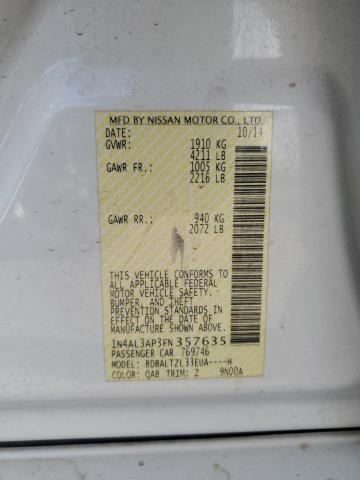 MFD BY NISSAN MOTOR CO., LTD.
DATE: 10/14
GVWR: 1910 KG
4211 LB
GAWR FR.: 1005 KG
2216 LB
GAWR RR.: 940 KG
2072 LB
THIS VEHICLE CONFORMS TO
ALL APPLICABLE FEDERAL
MOTOR VEHICLE SAFETY,
BUMPER, AND THEFT
PREVENTION STANDARDS IN
EFFECT ON THE DATE OF
MANUFACTURE SHOWN ABOVE.
1N4AL3AP3FN357635
PASSENGER CAR 769746
MODEL: BDBALTZL33EUA----H
COLOR: QAB TRIM: Z 9N00A